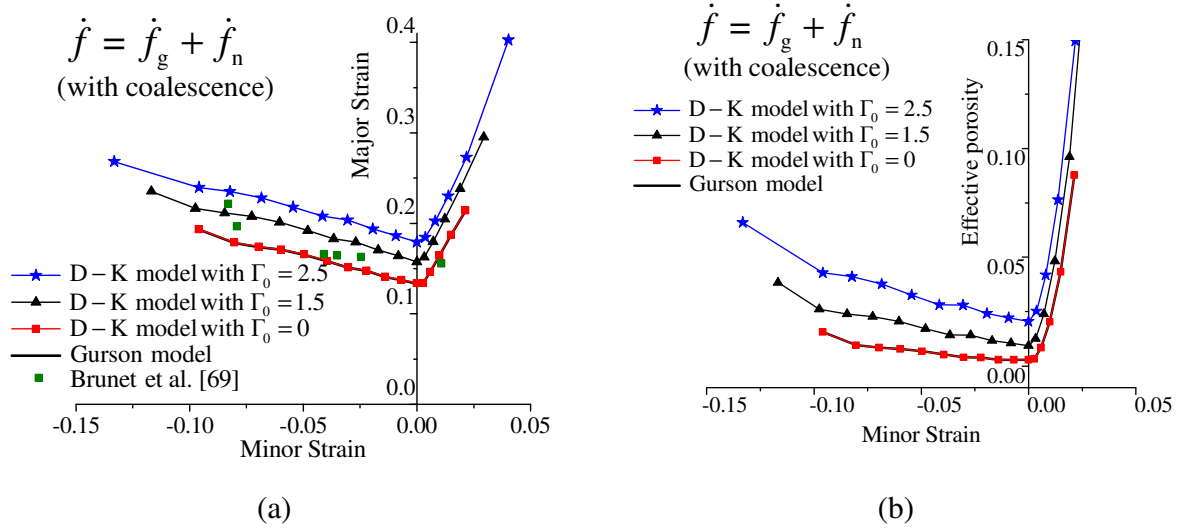 ḟ = ḟg + ḟn
(with coalescence)
Major Strain
0.4
0.3
0.2
0.1
0.0
D – K model with Γ0 = 2.5
D – K model with Γ0 = 1.5
D – K model with Γ0 = 0
Gurson model
Brunet et al. [69]
-0.15 -0.10 -0.05 0.00 0.05
Minor Strain
(a)
ḟ = ḟg + ḟn
(with coalescence)
D – K model with Γ0 = 2.5
D – K model with Γ0 = 1.5
D – K model with Γ0 = 0
Gurson model
Effective porosity
0.15
0.10
0.05
0.00
-0.15 -0.10 -0.05 0.00 0.05
Minor Strain
(b)